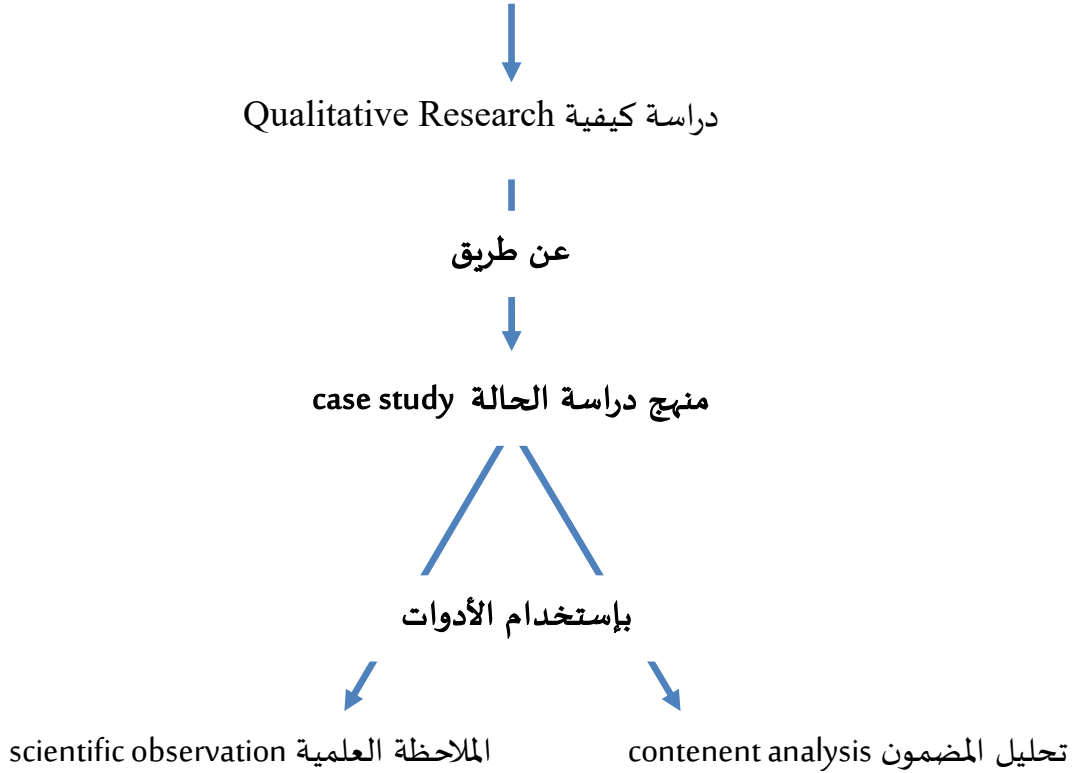 دراسة كيفية Qualitative Research
عن طريق
منهج دراسة الحالة case study
بإستخدام الأدوات
تحليل المضمون contenent analysis
الملاحظة العلمية scientific observation